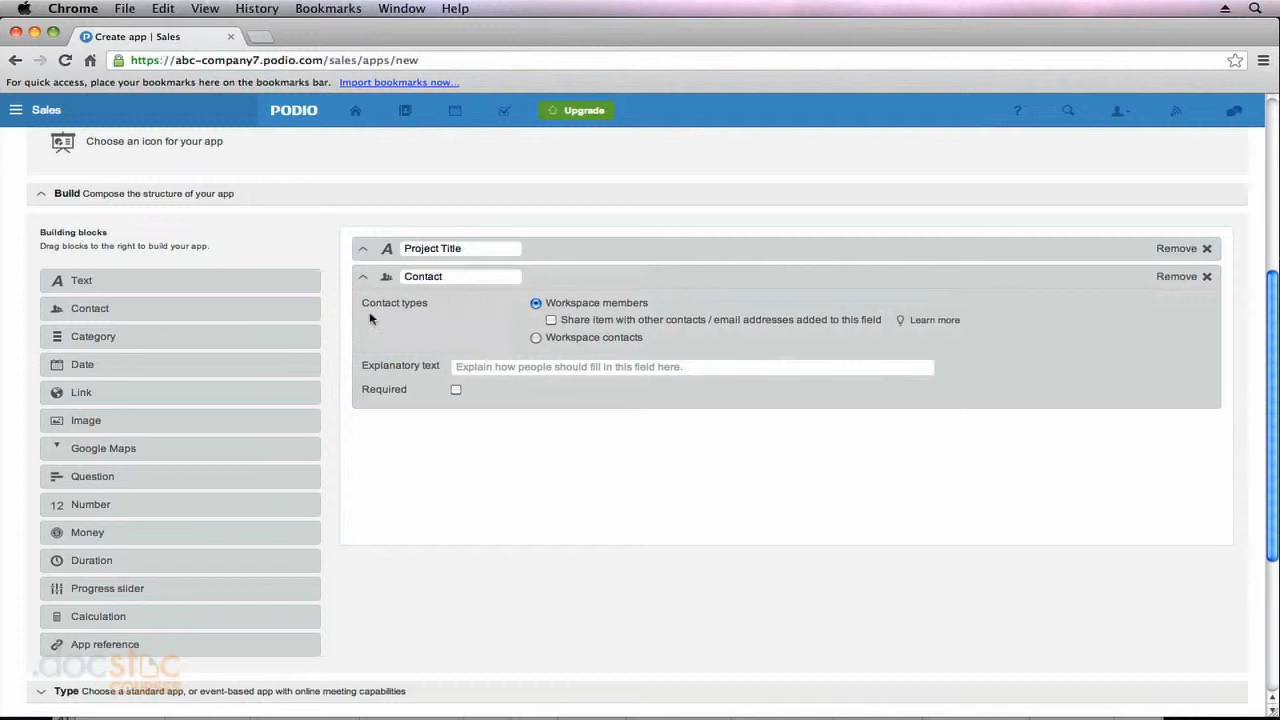 Chrome File Edit View History Bookmarks Window Help
Create app | Sales
https://abc-company7.podio.com/sales/apps/new
For quick access, place your bookmarks here on the bookmarks bar. Import bookmarks now...
Sales PODIO ? Upgrade
Choose an icon for your app
Build Compose the structure of your app
Building blocks
Drag blocks to the right to build your app.
A Text
Contact
Category
Date
Link
Image
Google Maps
Question
12 Number
Money
Duration
Progress slider
Calculation
App reference
A Project Title Remove
Contact Remove
Contact types Workspace members
Share item with other contacts / email addresses added to this field Learn more
Workspace contacts
Explanatory text Explain how people should fill in this field here.
Required
.docstoc
COURSES
Type Choose a standard app, or event-based app with online meeting capabilities